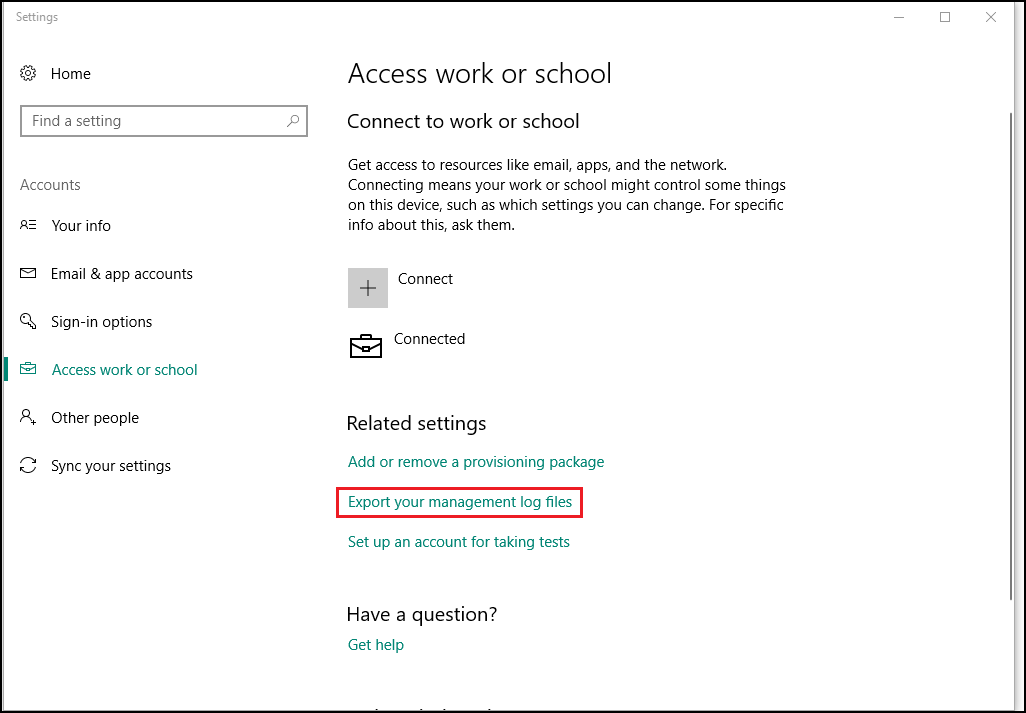 Settings
Home
Find a setting
Accounts
Your info
Email & app accounts
Sign-in options
Access work or school
Other people
Sync your settings
Access work or school
Connect to work or school
Get access to resources like email, apps, and the network.
Connecting means your work or school might control some things
on this device, such as which settings you can change. For specific
info about this, ask them.
Connect
Connected
Related settings
Add or remove a provisioning package
Export your management log files
Set up an account for taking tests
Have a question?
Get help